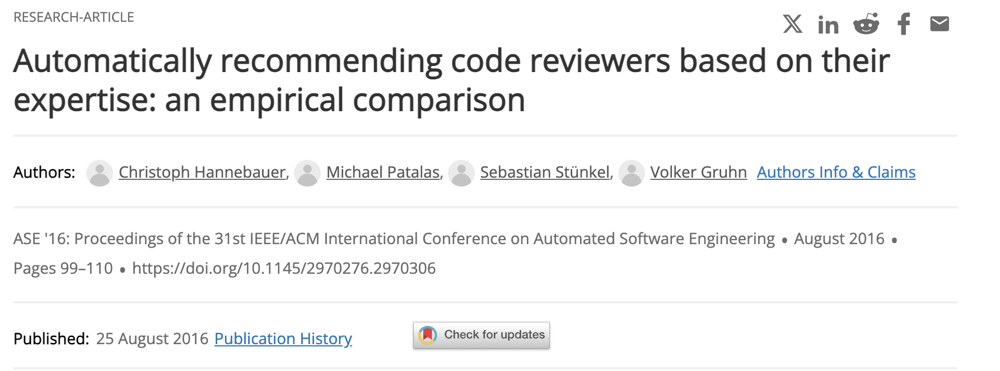 RESEARCH-ARTICLE
Automatically recommending code reviewers based on their
expertise: an empirical comparison
Authors: Christoph Hannebauer, Michael Patalas, Sebastian Stünkel, Volker Gruhn Authors Info & Claims
ASE '16: Proceedings of the 31st IEEE/ACM International Conference on Automated Software Engineering • August 2016 •
Pages 99–110 • https://doi.org/10.1145/2970276.2970306
Published: 25 August 2016 Publication History
Check for updates